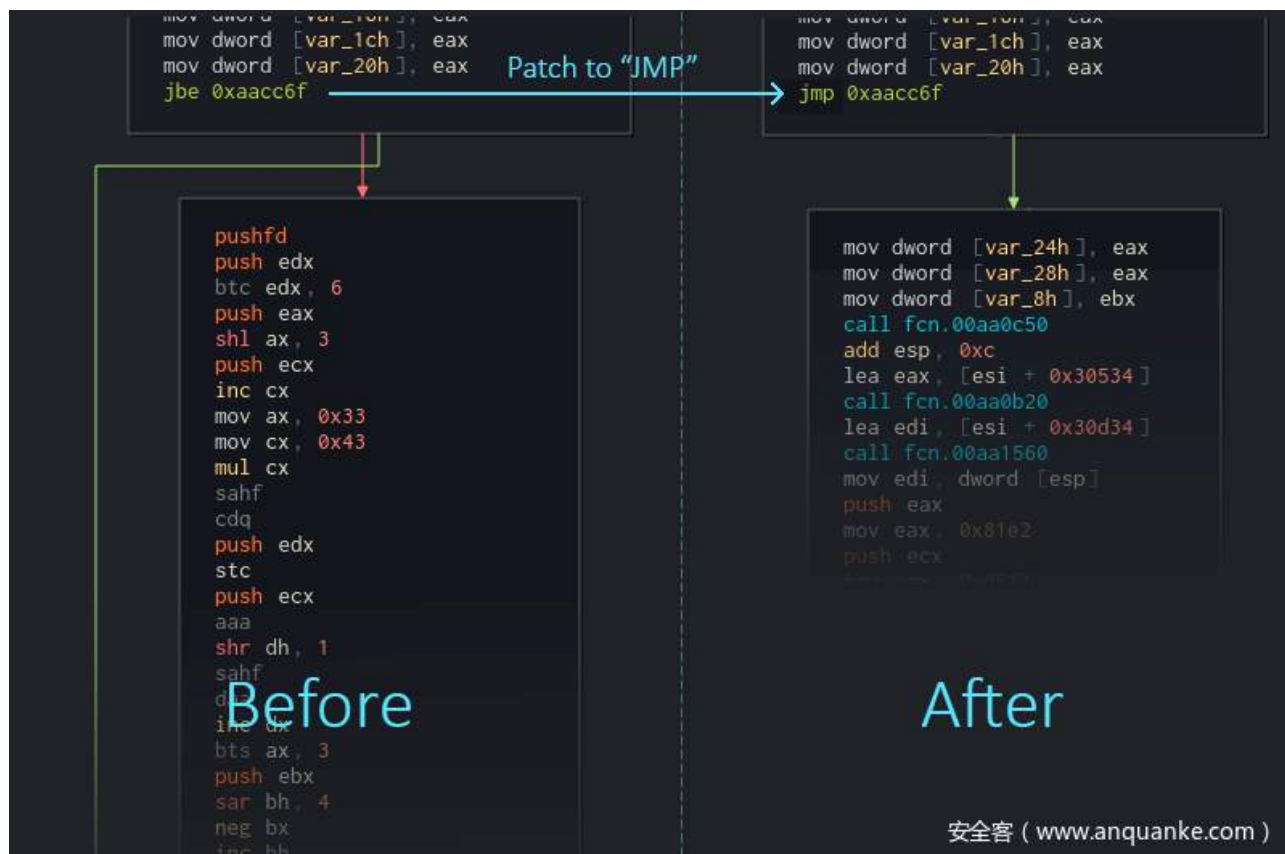 mov dword [var_1ch], eax
mov dword [var_20h], eax
jbe 0xaacc6f
Patch to “JMP”
mov dword [var_1ch], eax
mov dword [var_20h], eax
jmp 0xaacc6f
pushfd
push edx
btc edx, 6
push eax
shl ax, 3
push ecx
inc cx
mov ax, 0x33
mov cx, 0x43
mul cx
sahf
cdq
push edx
stc
push ecx
aaa
shr dh, 1
sahf
inc dx
bts ax, 3
push ebx
sar bh, 4
neg bx
inc bh
Before
mov dword [var_24h], eax
mov dword [var_28h], eax
mov dword [var_8h], ebx
call fcn.00aa0c50
add esp, 0xc
lea eax, [esi + 0x30534]
call fcn.00aa0b20
lea edi, [esi + 0x30d34]
call fcn.00aa1560
mov edi, dword [esp]
push eax
mov eax, 0x81e2
push ecx
After
安全客 ( www.anquanke.com )